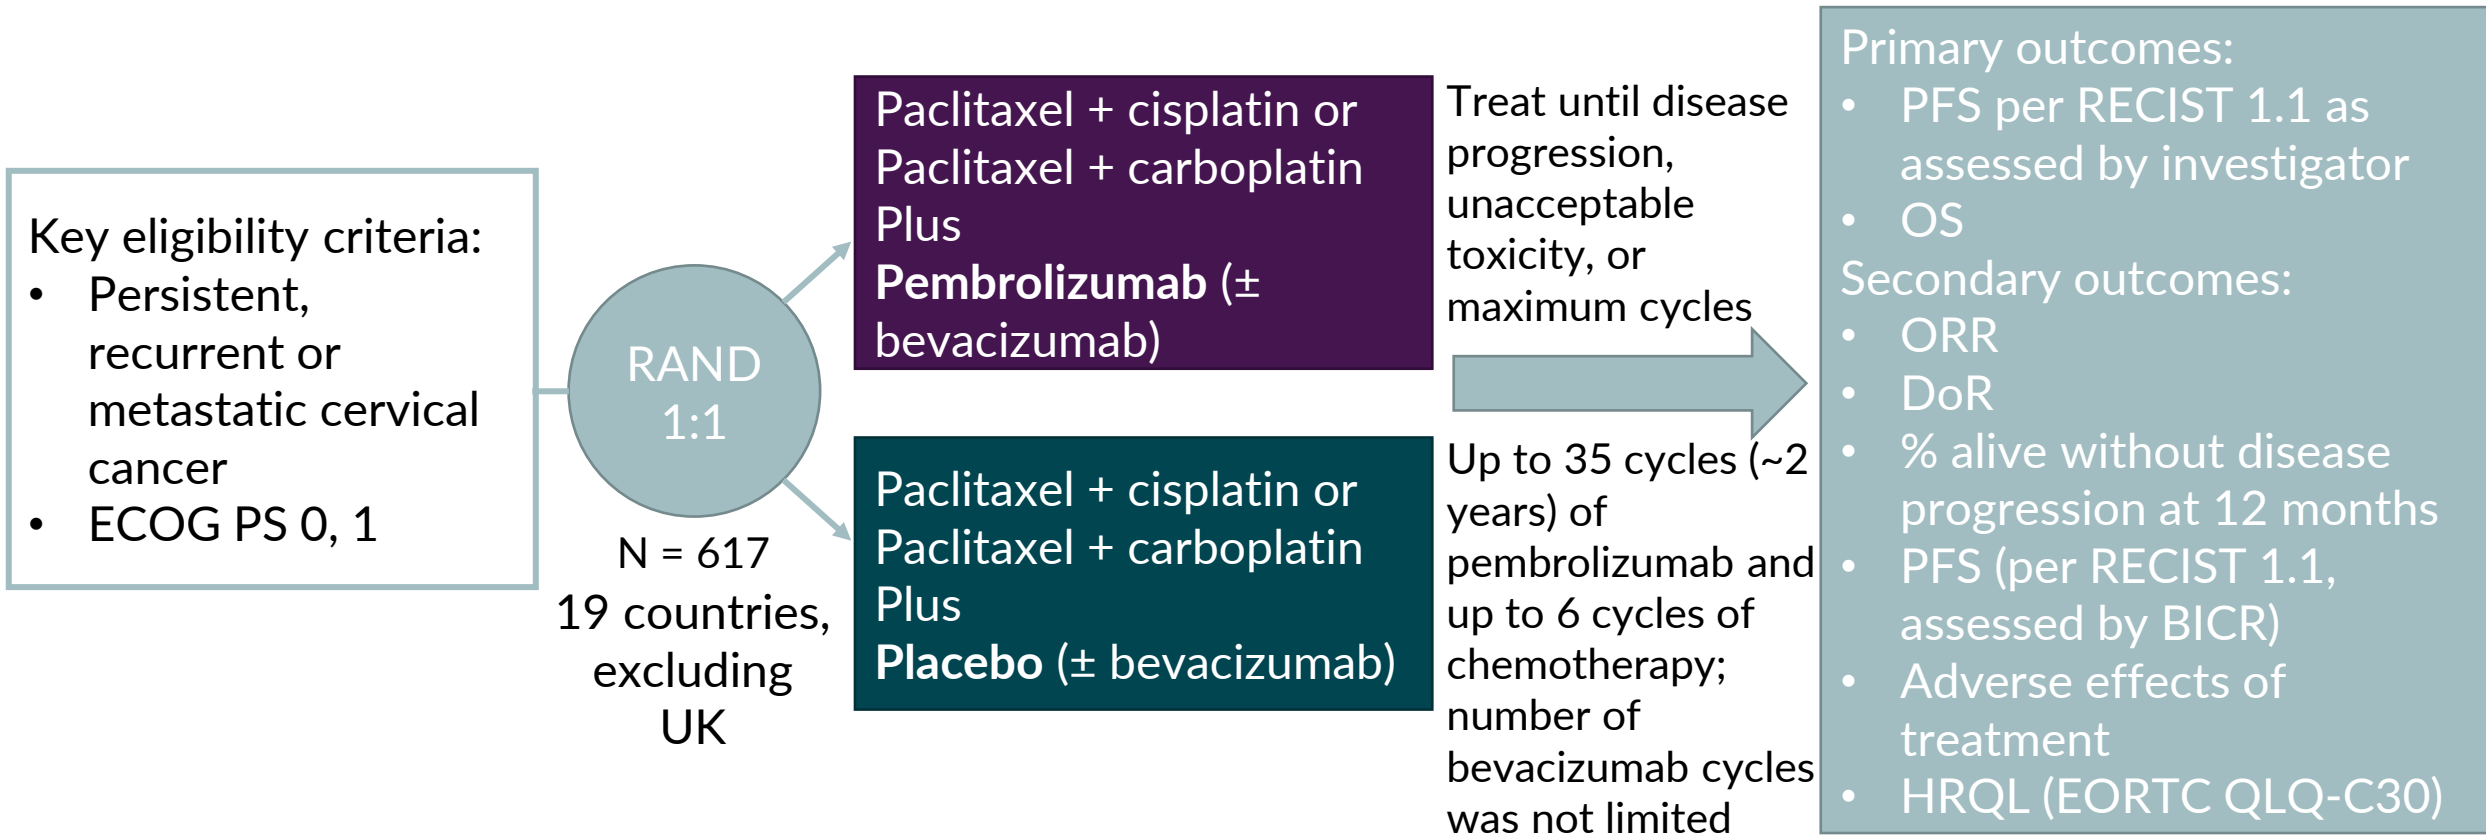 Key eligibility criteria:
• Persistent,
recurrent or
metastatic cervical
cancer
• ECOG PS 0, 1
RAND
1:1
N = 617
19 countries,
excluding
UK
Paclitaxel + cisplatin or
Paclitaxel + carboplatin
Plus
Pembrolizumab (±
bevacizumab)
Paclitaxel + cisplatin or
Paclitaxel + carboplatin
Plus
Placebo (± bevacizumab)
Treat until disease
progression,
unacceptable
toxicity, or
maximum cycles
Up to 35 cycles (~2
years) of
pembrolizumab and
up to 6 cycles of
chemotherapy;
number of
bevacizumab cycles
was not limited
Primary outcomes:
• PFS per RECIST 1.1 as
assessed by investigator
• OS
Secondary outcomes:
• ORR
• DoR
• % alive without disease
progression at 12 months
• PFS (per RECIST 1.1,
assessed by BICR)
• Adverse effects of
treatment
• HRQL (EORTC QLQ-C30)